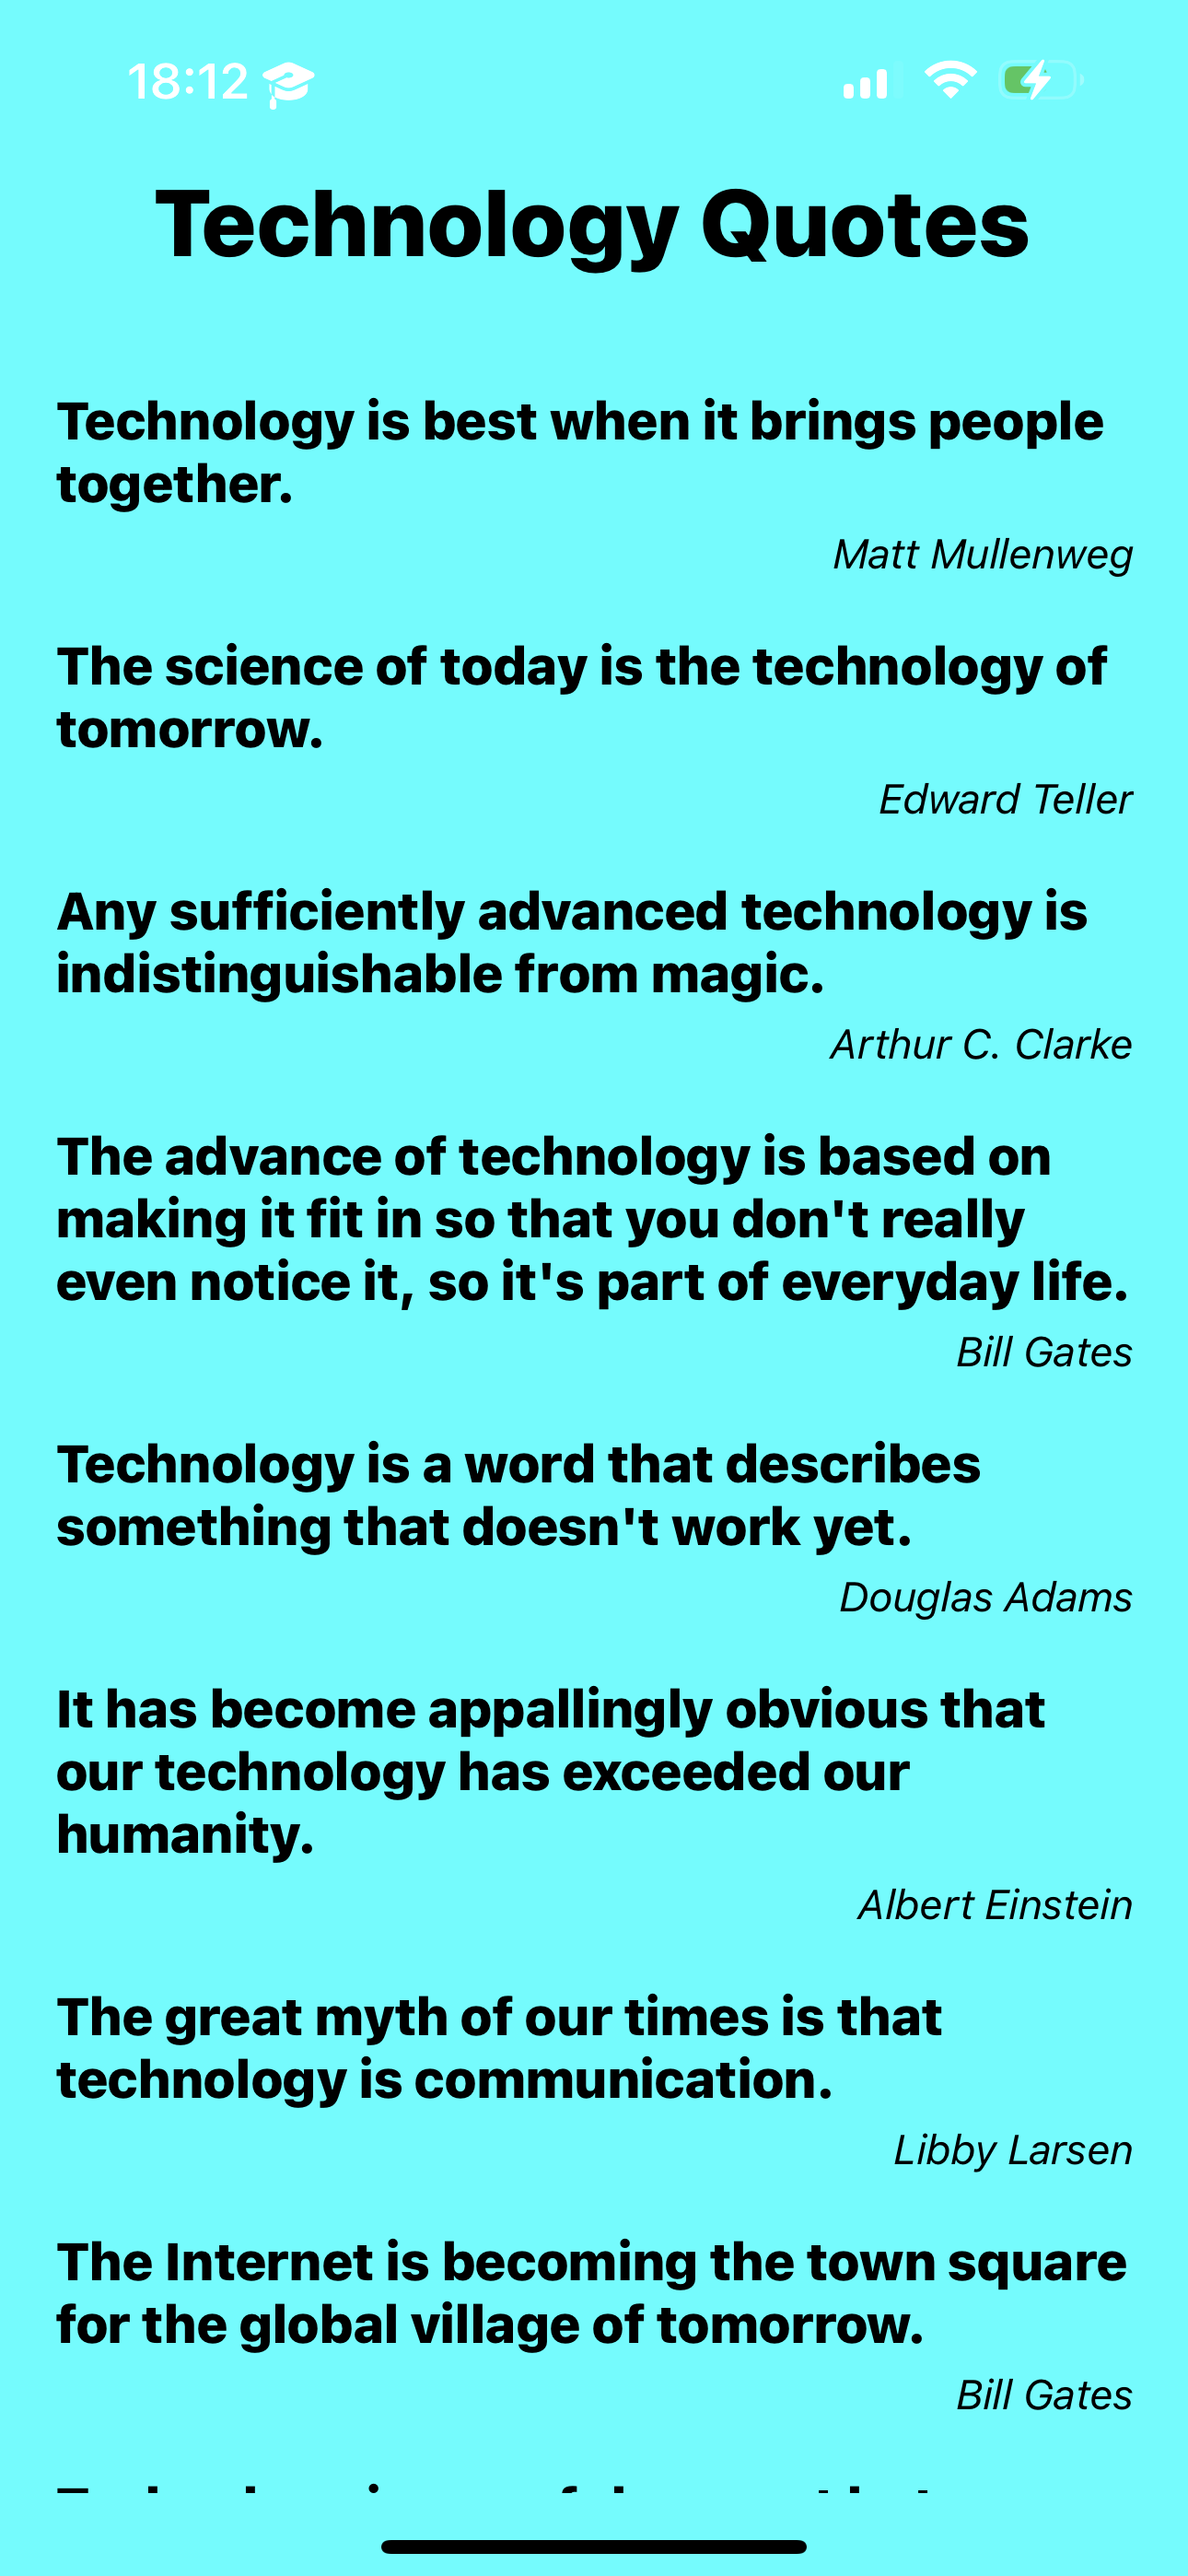 18:12
Technology Quotes
Technology is best when it brings people
together.
Matt Mullenweg
The science of today is the technology of
tomorrow.
Edward Teller
Any sufficiently advanced technology is
indistinguishable from magic.
Arthur C. Clarke
The advance of technology is based on
making it fit in so that you don't really
even notice it, so it's part of everyday life.
Bill Gates
Technology is a word that describes
something that doesn't work yet.
Douglas Adams
It has become appallingly obvious that
our technology has exceeded our
humanity.
Albert Einstein
The great myth of our times is that
technology is communication.
Libby Larsen
The Internet is becoming the town square
for the global village of tomorrow.
Bill Gates